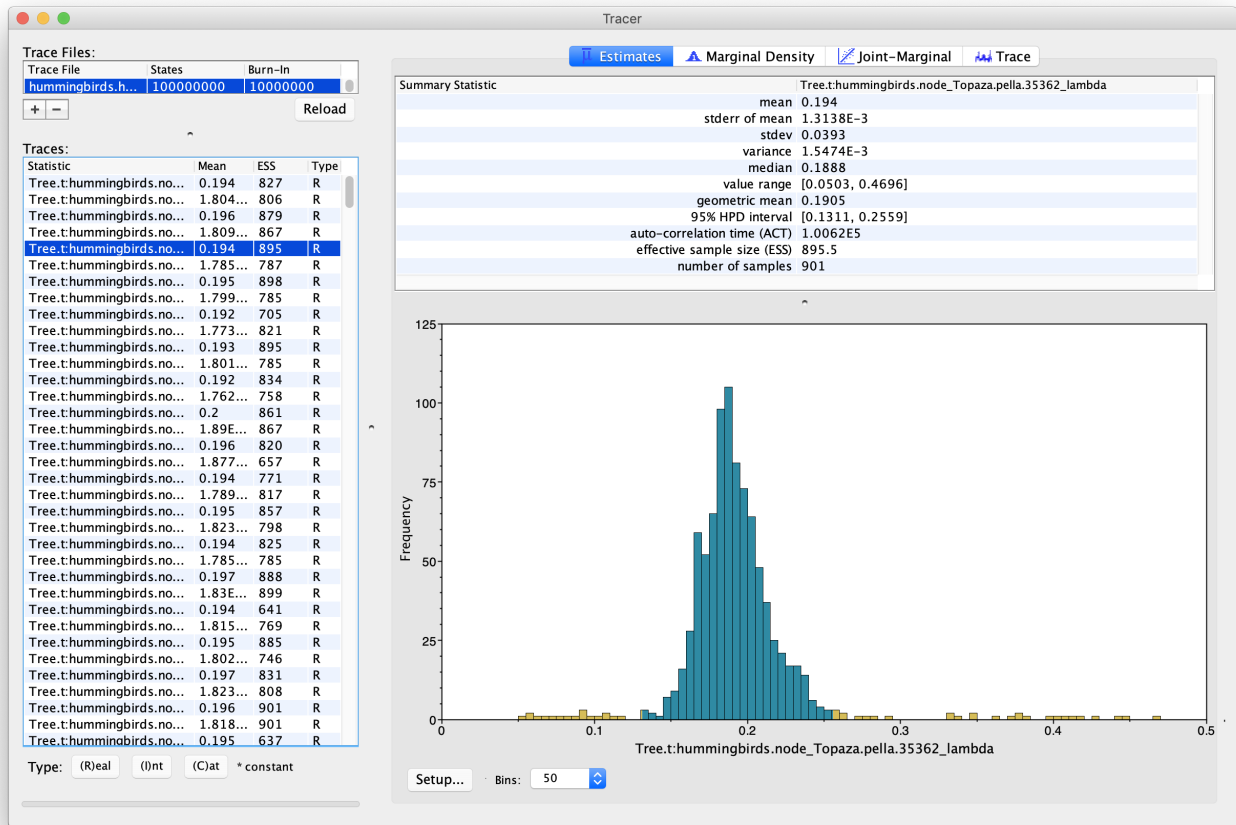 Tracer
Trace Files:
Trace File States Burn-In
hummingbirds.h... 100000000 10000000
+ − Reload
Traces:
Statistic Mean ESS Type
Tree.t:hummingbirds.no... 0.194 827 R
Tree.t:hummingbirds.no... 1.804... 806 R
Tree.t:hummingbirds.no... 0.196 879 R
Tree.t:hummingbirds.no... 1.809... 867 R
Tree.t:hummingbirds.no... 0.194 895 R
Tree.t:hummingbirds.no... 1.785... 787 R
Tree.t:hummingbirds.no... 0.195 898 R
Tree.t:hummingbirds.no... 1.799... 785 R
Tree.t:hummingbirds.no... 0.192 705 R
Tree.t:hummingbirds.no... 1.773... 821 R
Tree.t:hummingbirds.no... 0.193 895 R
Tree.t:hummingbirds.no... 1.801... 785 R
Tree.t:hummingbirds.no... 0.192 834 R
Tree.t:hummingbirds.no... 1.762... 758 R
Tree.t:hummingbirds.no... 0.2 861 R
Tree.t:hummingbirds.no... 1.89E... 867 R
Tree.t:hummingbirds.no... 0.196 820 R
Tree.t:hummingbirds.no... 1.877... 657 R
Tree.t:hummingbirds.no... 0.194 771 R
Tree.t:hummingbirds.no... 1.789... 817 R
Tree.t:hummingbirds.no... 0.195 857 R
Tree.t:hummingbirds.no... 1.823... 798 R
Tree.t:hummingbirds.no... 0.194 825 R
Tree.t:hummingbirds.no... 1.785... 785 R
Tree.t:hummingbirds.no... 0.197 888 R
Tree.t:hummingbirds.no... 1.83E... 899 R
Tree.t:hummingbirds.no... 0.194 641 R
Tree.t:hummingbirds.no... 1.815... 769 R
Tree.t:hummingbirds.no... 0.195 885 R
Tree.t:hummingbirds.no... 1.802... 746 R
Tree.t:hummingbirds.no... 0.197 831 R
Tree.t:hummingbirds.no... 1.823... 808 R
Tree.t:hummingbirds.no... 0.196 901 R
Tree.t:hummingbirds.no... 1.818... 901 R
Tree.t:hummingbirds.no... 0.195 637 R
Type: (R)eal (I)nt (C)at * constant
Estimates Marginal Density Joint-Marginal Trace
Summary Statistic Tree.t:hummingbirds.node_Topaza.pella.35362_lambda
mean 0.194
stderr of mean 1.3138E-3
stdev 0.0393
variance 1.5474E-3
median 0.1888
value range [0.0503, 0.4696]
geometric mean 0.1905
95% HPD interval [0.1311, 0.2559]
auto-correlation time (ACT) 1.0062E5
effective sample size (ESS) 895.5
number of samples 901
125
100
75
50
25
0
Frequency
0 0.1 0.2 0.3 0.4 0.5
Tree.t:hummingbirds.node_Topaza.pella.35362_lambda
Setup... Bins: 50